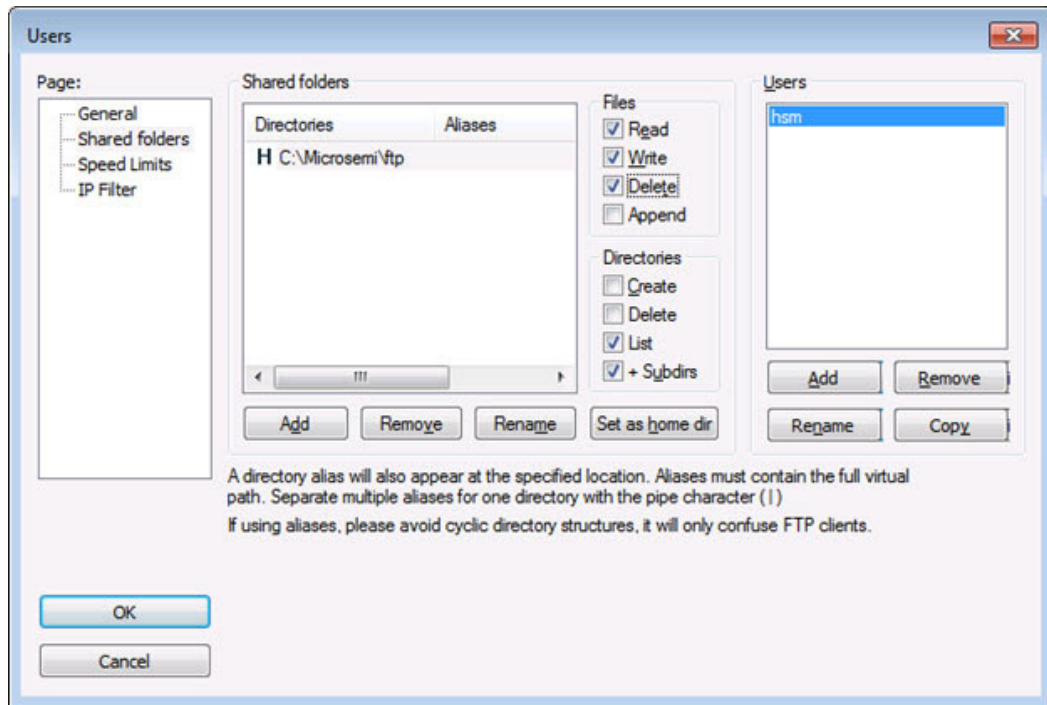 Users
Page:
General
Shared folders
Speed Limits
IP Filter
Shared folders
Directories Aliases
H C:\Microsemi\ftp
Files
Read
Write
Delete
Append
Directories
Create
Delete
List
+ Subdirs
Add Remove Rename Set as home dir
Users
hsm
Add Remove
Rename Copy
A directory alias will also appear at the specified location. Aliases must contain the full virtual
path. Separate multiple aliases for one directory with the pipe character (|)
If using aliases, please avoid cyclic directory structures, it will only confuse FTP clients.
OK
Cancel